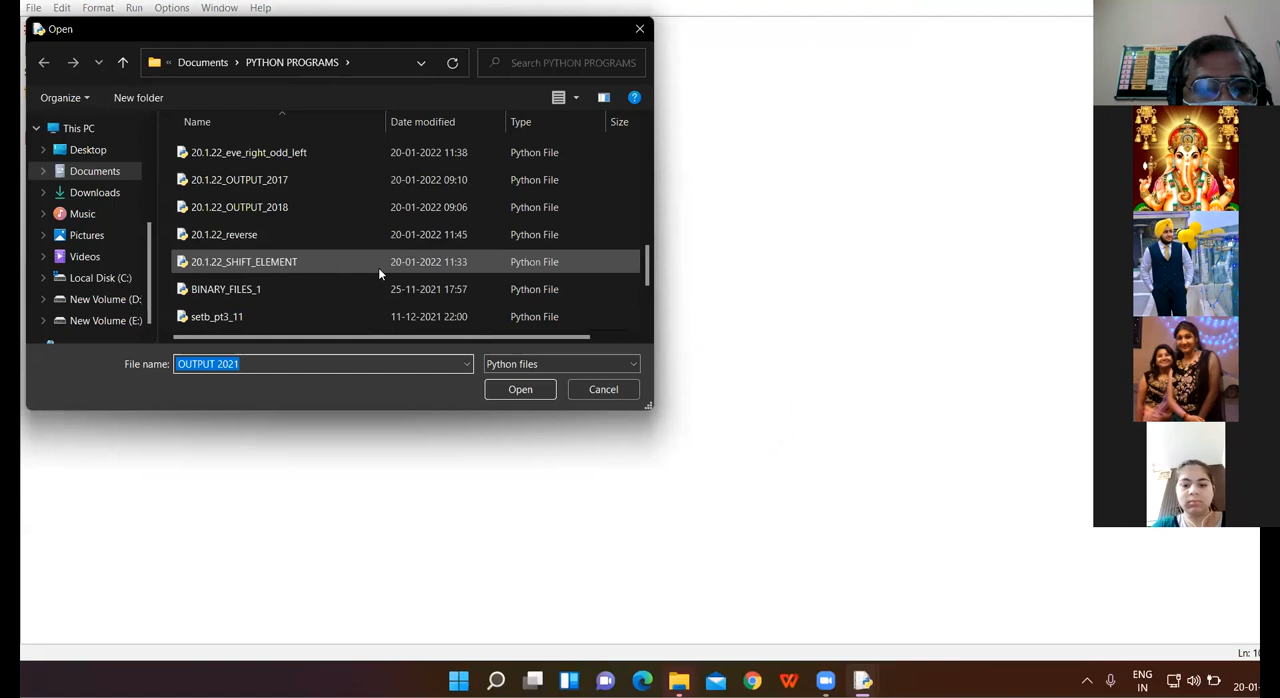 File Edit Format Run Options Window Help
Open
« Documents › PYTHON PROGRAMS ›
Search PYTHON PROGRAMS
Organize New folder
Name Date modified Type Size
This PC
Desktop
Documents
Downloads
Music
Pictures
Videos
Local Disk (C:)
New Volume (D:
New Volume (E:)
20.1.22_eve_right_odd_left 20-01-2022 11:38 Python File
20.1.22_OUTPUT_2017 20-01-2022 09:10 Python File
20.1.22_OUTPUT_2018 20-01-2022 09:06 Python File
20.1.22_reverse 20-01-2022 11:45 Python File
20.1.22_SHIFT_ELEMENT 20-01-2022 11:33 Python File
BINARY_FILES_1 25-11-2021 17:57 Python File
setb_pt3_11 11-12-2021 22:00 Python File
File name: OUTPUT 2021 Python files
Open Cancel
Ln: 10
ENG
IN
20-01-